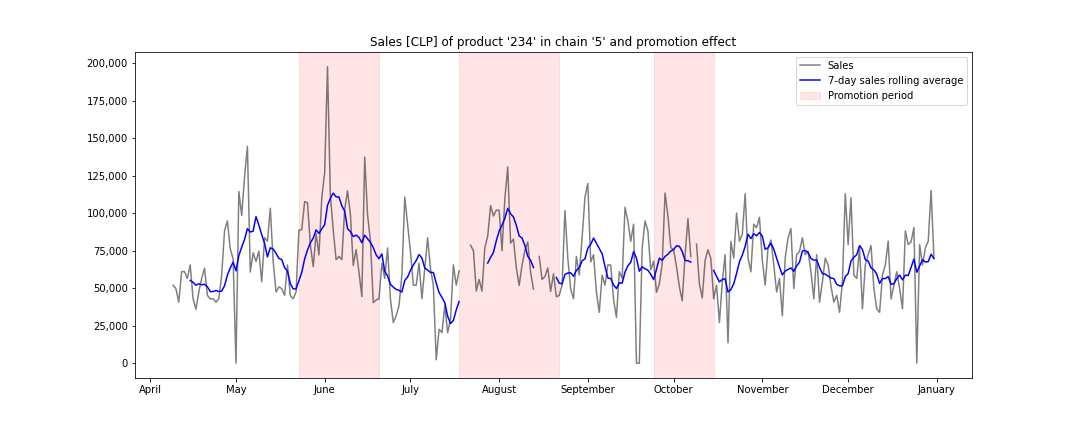 Sales [CLP] of product '234' in chain '5' and promotion effect
200,000
175,000
150,000
125,000
100,000
75,000
50,000
25,000
0
Sales
7-day sales rolling average
Promotion period
April May June July August September October November December January